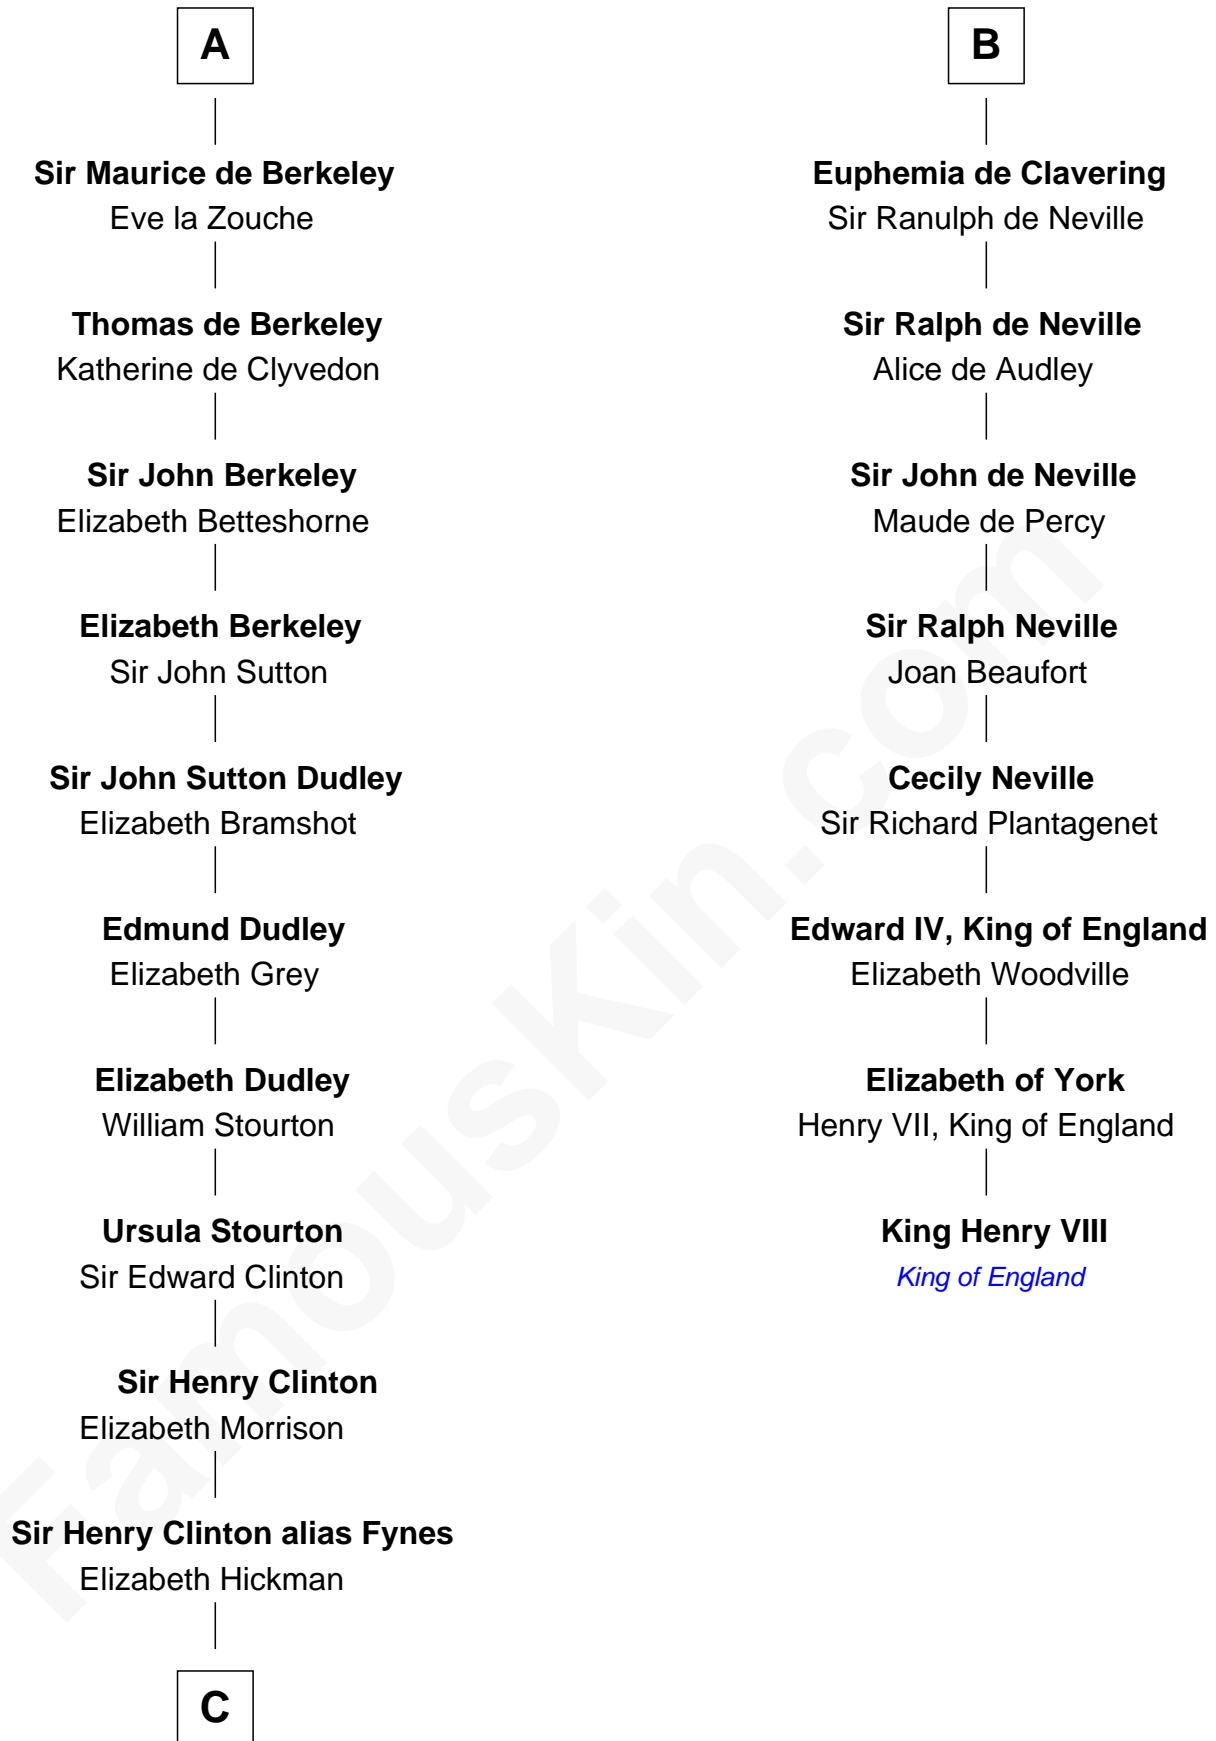 A
Sir Maurice de Berkeley
Eve la Zouche
Thomas de Berkeley
Katherine de Clyvedon
Sir John Berkeley
Elizabeth Betteshorne
Elizabeth Berkeley
Sir John Sutton
Sir John Sutton Dudley
Elizabeth Bramshot
Edmund Dudley
Elizabeth Grey
Elizabeth Dudley
William Stourton
Ursula Stourton
Sir Edward Clinton
Sir Henry Clinton
Elizabeth Morrison
Sir Henry Clinton alias Fynes
Elizabeth Hickman
C
B
Euphemia de Clavering
Sir Ranulph de Neville
Sir Ralph de Neville
Alice de Audley
Sir John de Neville
Maude de Percy
Sir Ralph Neville
Joan Beaufort
Cecily Neville
Sir Richard Plantagenet
Edward IV, King of England
Elizabeth Woodville
Elizabeth of York
Henry VII, King of England
King Henry VIII
King of England
FamousKin.com